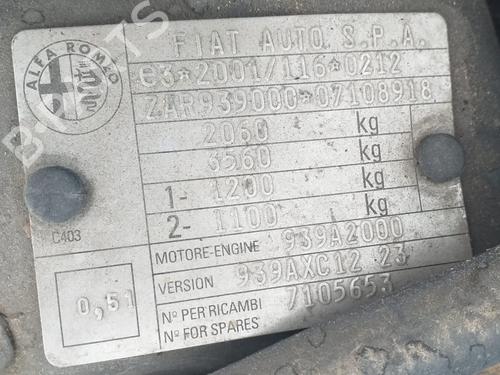 FIAT AUTO S.P.A.
ALFA ROMEO
e3*2001/116*0212
ZAR939000*07108918
2060 kg
3560 kg
1- 1200 kg
2- 1100 kg
C403
MOTORE-ENGINE 939A2000
VERSION 939AXC12 23
0,51
Nº PER RICAMBI 7105653
Nº FOR SPARES